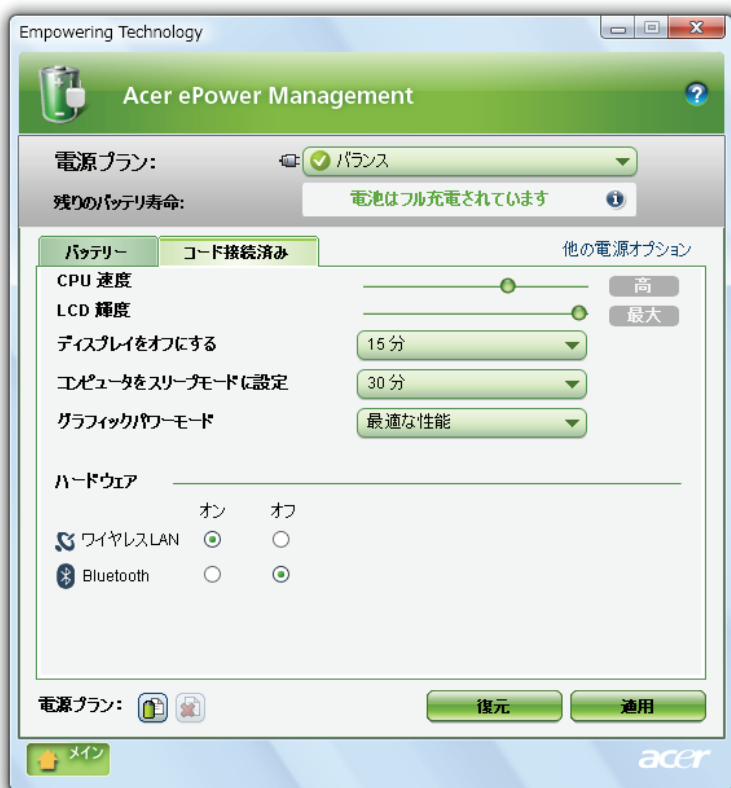 Empowering Technology
Acer ePower Management
電源プラン: バランス
残りのバッテリ寿命: 電池はフル充電されています
バッテリー コード接続済み 他の電源オプション
CPU 速度 高
LCD 輝度 最大
ディスプレイをオフにする 15 分
コンピュータをスリープモードに設定 30 分
グラフィックパワーモード 最適な性能
ハードウェア
オン オフ
ワイヤレスLAN
Bluetooth
電源プラン: 復元 適用
メイン acer